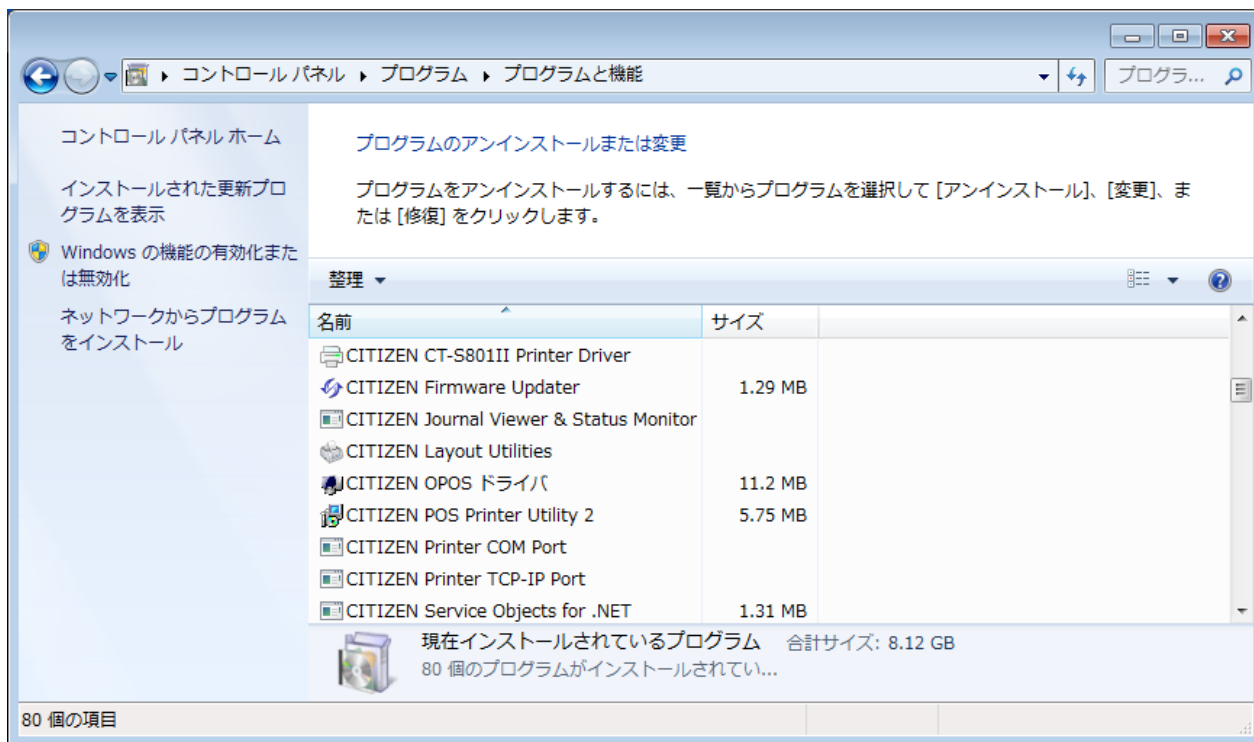 コントロール パネル ▸ プログラム ▸ プログラムと機能
プログラ...
コントロール パネル ホーム
インストールされた更新プロ
グラムを表示
Windows の機能の有効化また
は無効化
ネットワークからプログラム
をインストール
プログラムのアンインストールまたは変更
プログラムをアンインストールするには、一覧からプログラムを選択して [アンインストール]、[変更]、ま
たは [修復] をクリックします。
整理
名前 サイズ
CITIZEN CT-S801II Printer Driver
CITIZEN Firmware Updater 1.29 MB
CITIZEN Journal Viewer & Status Monitor
CITIZEN Layout Utilities
CITIZEN OPOS ドライバ 11.2 MB
CITIZEN POS Printer Utility 2 5.75 MB
CITIZEN Printer COM Port
CITIZEN Printer TCP-IP Port
CITIZEN Service Objects for .NET 1.31 MB
現在インストールされているプログラム 合計サイズ: 8.12 GB
80 個のプログラムがインストールされてい...
80 個の項目